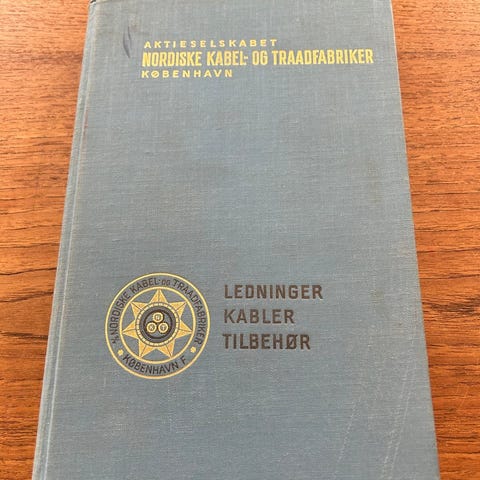 AKTIESELSKABET
NORDISKE KABEL- OG TRAADFABRIKER
KØBENHAVN
NORDISKE KABEL- OG TRAADFABRIKER
KØBENHAVN F
LEDNINGER
KABLER
TILBEHØR